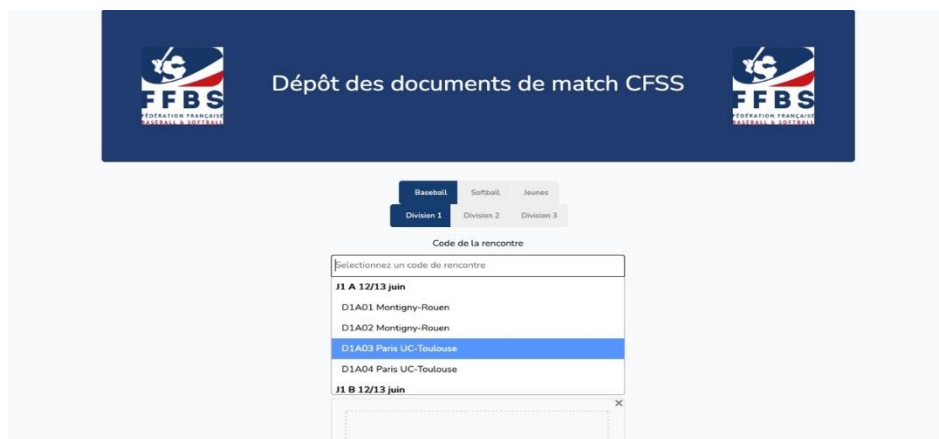 FFBS
FÉDÉRATION FRANÇAISE
BASEBALL & SOFTBALL
Dépôt des documents de match CFSS
FFBS
FÉDÉRATION FRANÇAISE
BASEBALL & SOFTBALL
Baseball Softball Jeunes
Division 1 Division 2 Division 3
Code de la rencontre
Selectionnez un code de rencontre
J1 A 12/13 juin
D1A01 Montigny-Rouen
D1A02 Montigny-Rouen
D1A03 Paris UC-Toulouse
D1A04 Paris UC-Toulouse
J1 B 12/13 juin